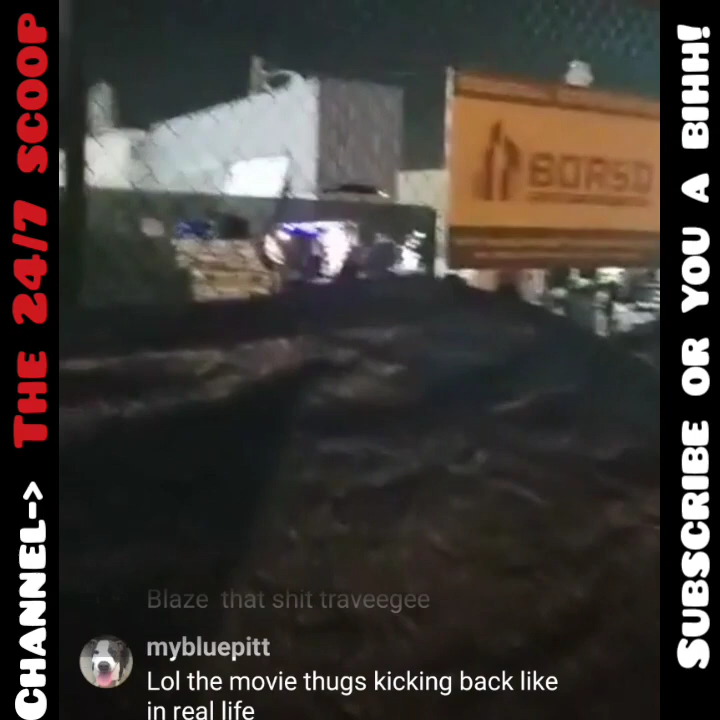 CHANNEL--> THE 24/7 SCOOP
BORSO
Blaze that shit traveegee
mybluepitt
Lol the movie thugs kicking back like
in real life
SUBSCRIBE OR YOU A BIHH!